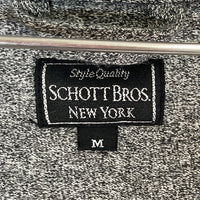 Style Quality
SCHOTT BROS.
NEW YORK
M